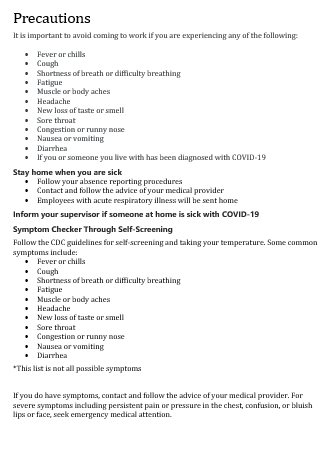 Precautions
It is important to avoid coming to work if you are experiencing any of the following:
• Fever or chills
• Cough
• Shortness of breath or difficulty breathing
• Fatigue
• Muscle or body aches
• Headache
• New loss of taste or smell
• Sore throat
• Congestion or runny nose
• Nausea or vomiting
• Diarrhea
• If you or someone you live with has been diagnosed with COVID-19
Stay home when you are sick
• Follow your absence reporting procedures
• Contact and follow the advice of your medical provider
• Employees with acute respiratory illness will be sent home
Inform your supervisor if someone at home is sick with COVID-19
Symptom Checker Through Self-Screening
Follow the CDC guidelines for self-screening and taking your temperature. Some common
symptoms include:
• Fever or chills
• Cough
• Shortness of breath or difficulty breathing
• Fatigue
• Muscle or body aches
• Headache
• New loss of taste or smell
• Sore throat
• Congestion or runny nose
• Nausea or vomiting
• Diarrhea
*This list is not all possible symptoms
If you do have symptoms, contact and follow the advice of your medical provider. For
severe symptoms including persistent pain or pressure in the chest, confusion, or bluish
lips or face, seek emergency medical attention.